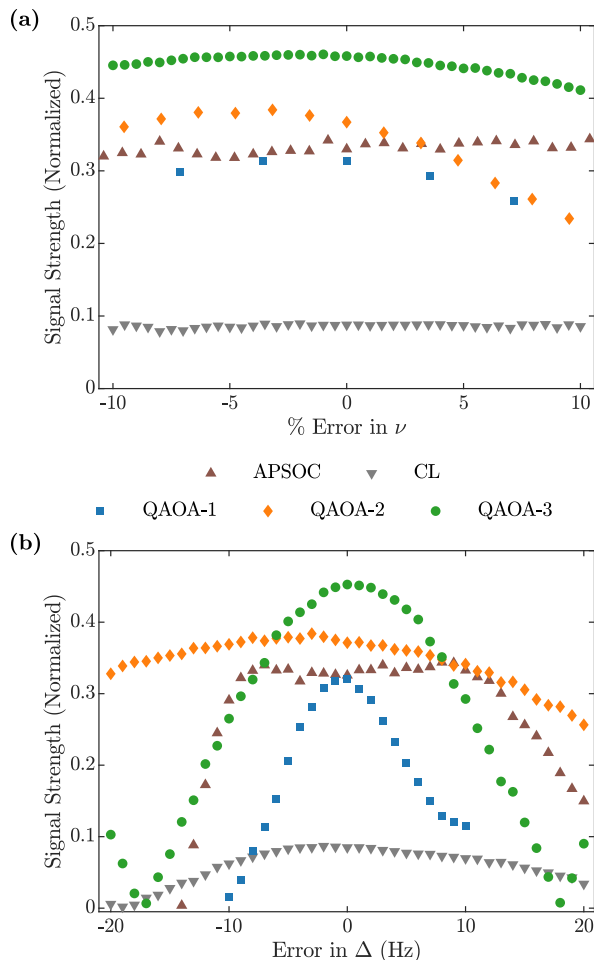 (a)
0.5
0.4
0.3
0.2
0.1
0
Signal Strength (Normalized)
-10 -5 0 5 10
% Error in ν
APSOC CL
QAOA-1 QAOA-2 QAOA-3
(b)
0.5
0.4
0.3
0.2
0.1
0
Signal Strength (Normalized)
-20 -10 0 10 20
Error in Δ (Hz)